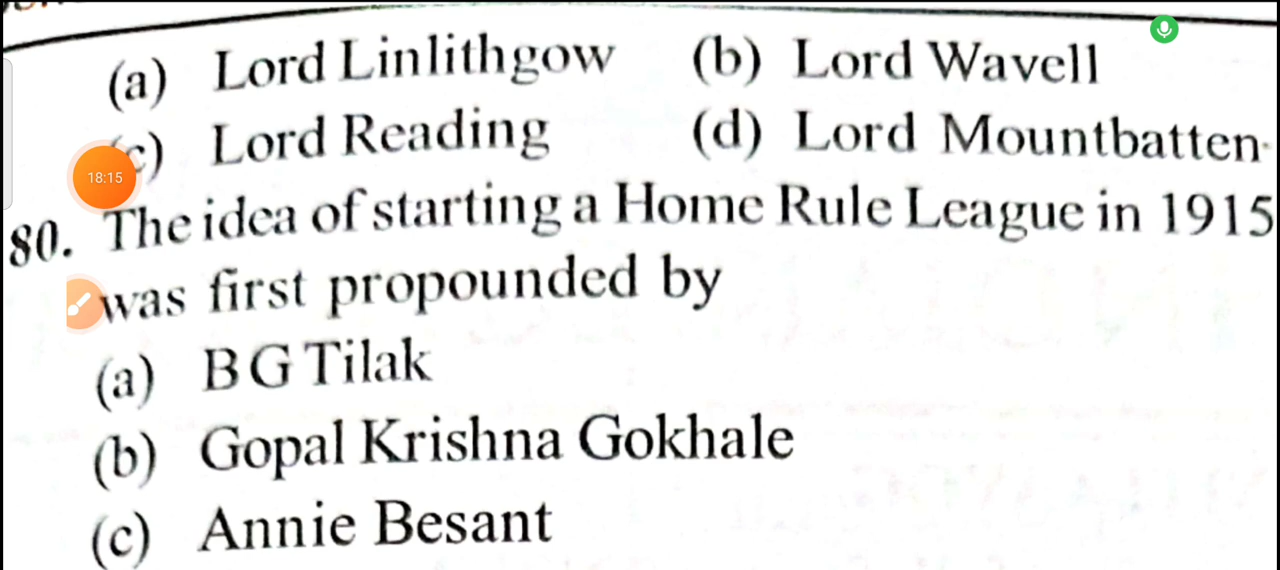 (a) Lord Linlithgow (b) Lord Wavell
(c) Lord Reading (d) Lord Mountbatten
18:15
80. The idea of starting a Home Rule League in 1915
was first propounded by
(a) B G Tilak
(b) Gopal Krishna Gokhale
(c) Annie Besant